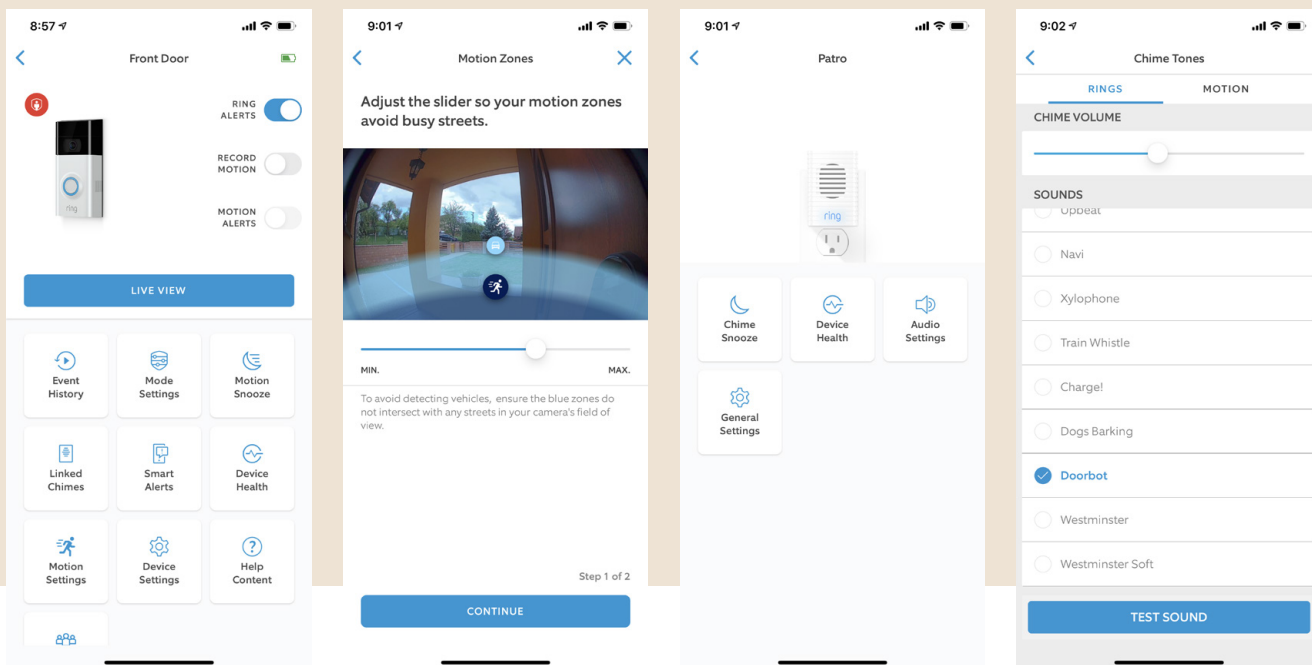 8:57
Front Door
RING
ALERTS
RECORD
MOTION
MOTION
ALERTS
ring
LIVE VIEW
Event
History
Mode
Settings
Motion
Snooze
Linked
Chimes
Smart
Alerts
Device
Health
Motion
Settings
Device
Settings
Help
Content
9:01
Motion Zones
Adjust the slider so your motion zones
avoid busy streets.
MIN.
MAX.
To avoid detecting vehicles, ensure the blue zones do
not intersect with any streets in your camera's field of
view.
Step 1 of 2
CONTINUE
9:01
Patro
ring
Chime
Snooze
Device
Health
Audio
Settings
General
Settings
9:02
Chime Tones
RINGS
MOTION
CHIME VOLUME
SOUNDS
Upbeat
Navi
Xylophone
Train Whistle
Charge!
Dogs Barking
Doorbot
Westminster
Westminster Soft
TEST SOUND